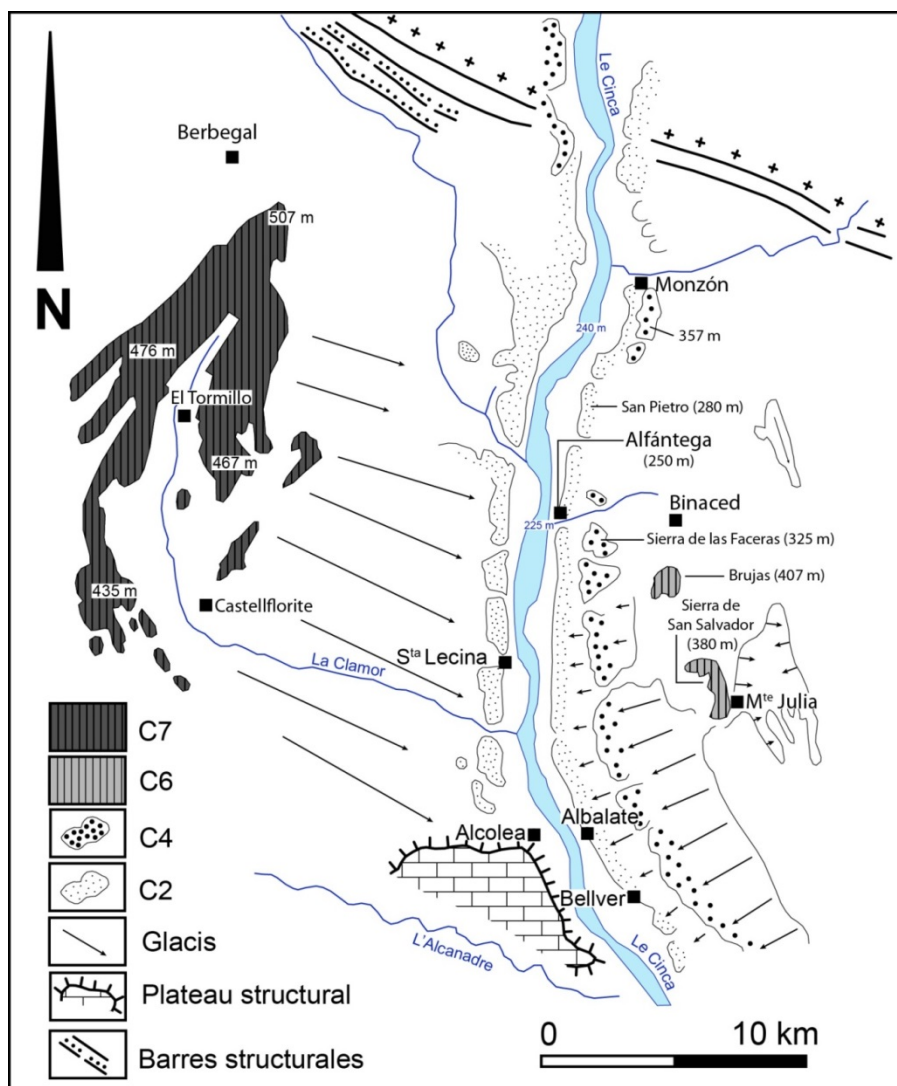 Le Cinca
Berbegal
507 m
N
Monzón
240 m
357 m
476 m
El Tormillo
San Pietro (280 m)
Alfántega
(250 m)
467 m
225 m
Binaced
Sierra de las Faceras (325 m)
Brujas (407 m)
435 m
Castellflorite
Sierra de
San Salvador
(380 m)
La Clamor
Sta Lecina
Mte Julia
C7
C6
C4
C2
Glacis
Plateau structural
Barres structurales
Alcolea
Albalate
Bellver
L'Alcanadre
Le Cinca
0 10 km